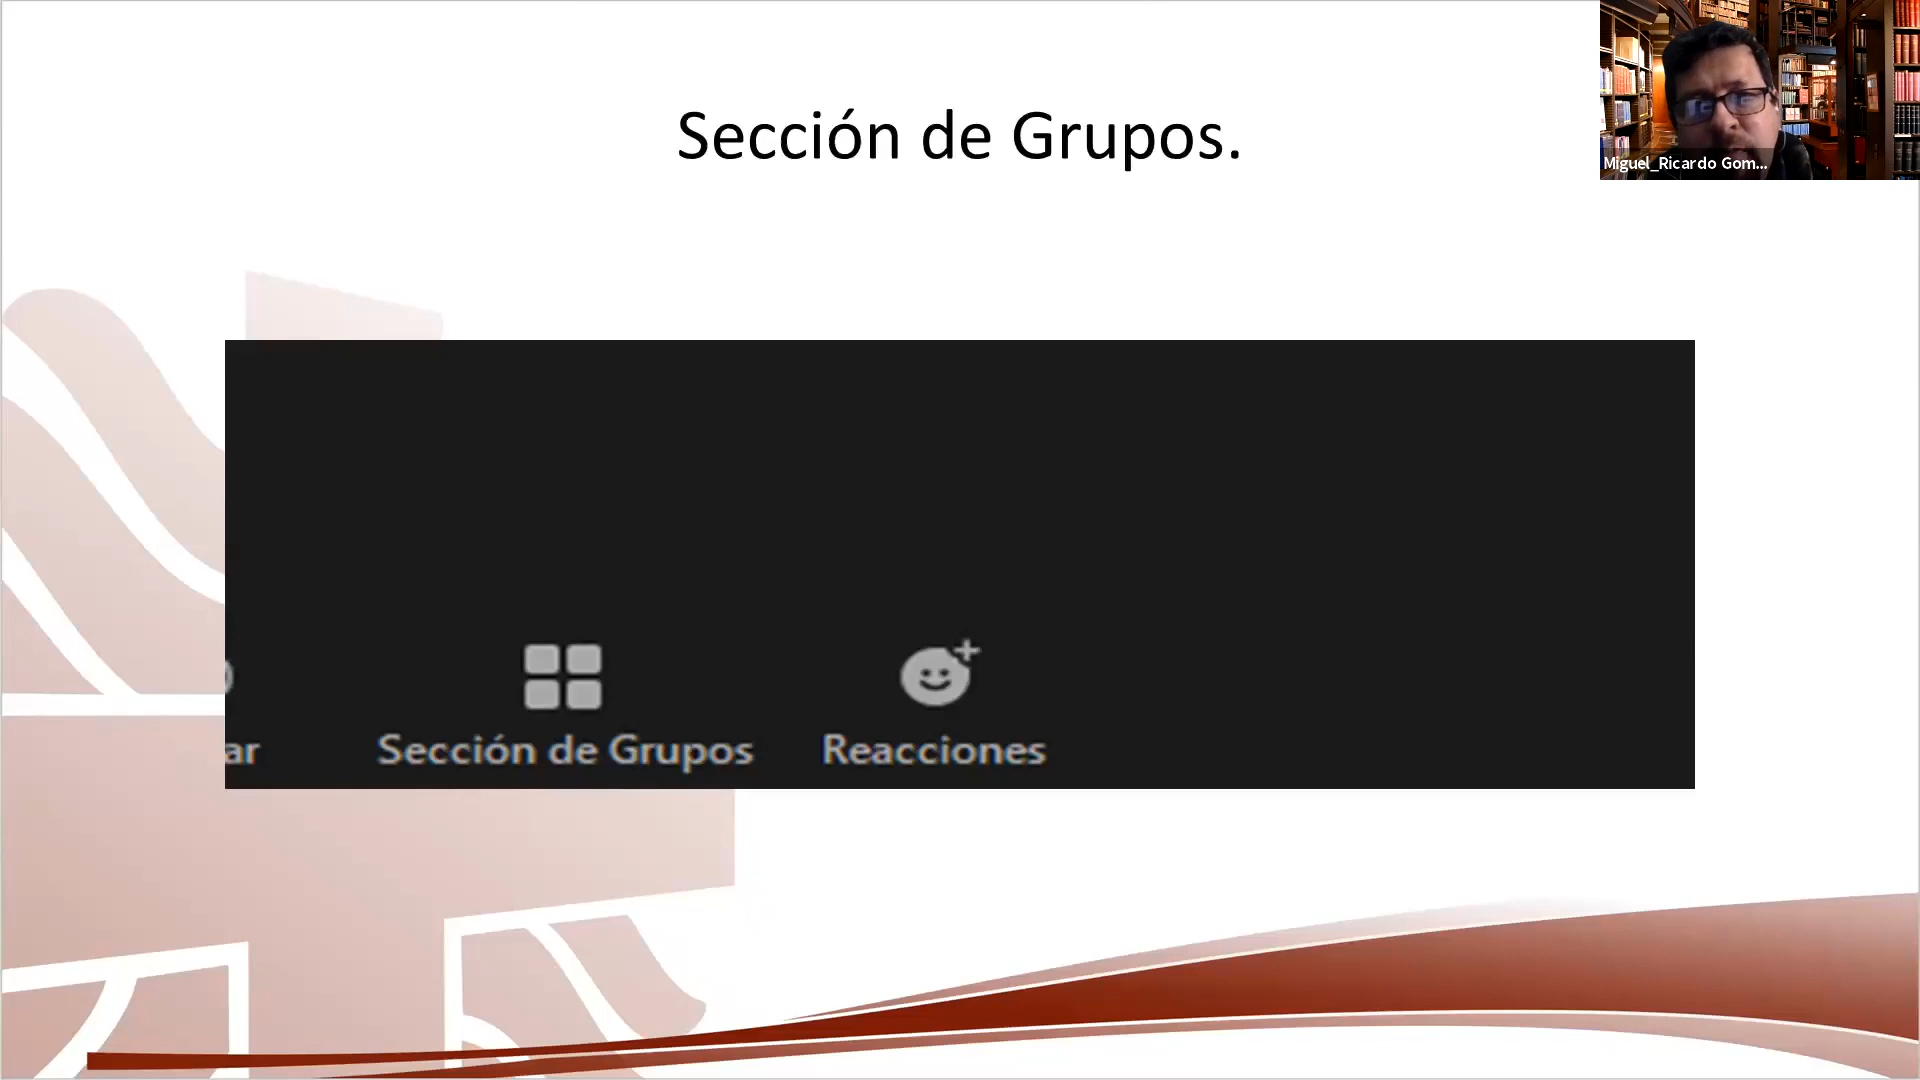 Sección de Grupos.
Miguel_Ricardo Gom...
ar
Sección de Grupos
Reacciones